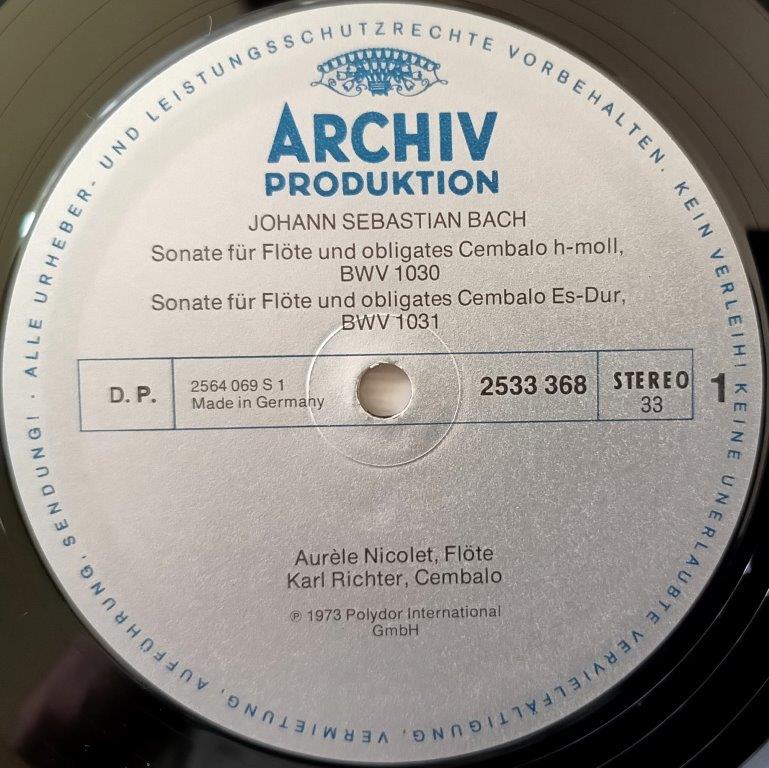 ARCHIV
PRODUKTION
JOHANN SEBASTIAN BACH
Sonate für Flöte und obligates Cembalo h-moll,
BWV 1030
Sonate für Flöte und obligates Cembalo Es-Dur,
BWV 1031
D. P.
2564 069 S 1
Made in Germany
2533 368
STEREO
33
1
Aurèle Nicolet, Flöte
Karl Richter, Cembalo
℗ 1973 Polydor International
GmbH
· ALLE URHEBER- UND LEISTUNGSSCHUTZRECHTE VORBEHALTEN. KEIN VERLEIH! KEINE UNERLAUBTE VERVIELFÄLTIGUNG, VERMIETUNG, AUFFÜHRUNG, SENDUNG!